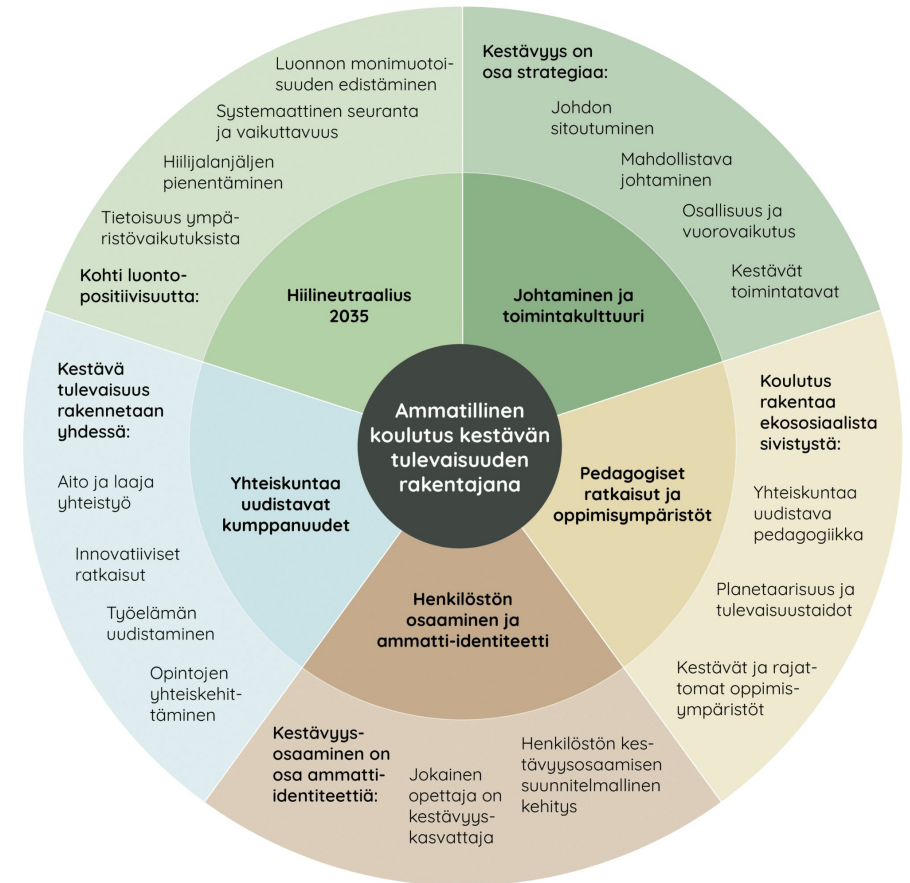 Ammatillinen
koulutus kestävän
tulevaisuuden
rakentajana
Johtaminen ja
toimintakulttuuri
Kestävyys on
osa strategiaa:
Johdon
sitoutuminen
Mahdollistava
johtaminen
Osallisuus ja
vuorovaikutus
Kestävät
toimintatavat
Pedagogiset
ratkaisut ja
oppimisympäristöt
Koulutus
rakentaa
ekososiaalista
sivistystä:
Yhteiskuntaa
uudistava
pedagogiikka
Planetaarisuus ja
tulevaisuustaidot
Kestävät ja rajat-
tomat oppimis-
ympäristöt
Henkilöstön
osaaminen ja
ammatti-identiteetti
Kestävyys-
osaaminen on
osa ammatti-
identiteettiä:
Jokainen
opettaja on
kestävyys-
kasvattaja
Henkilöstön kes-
tävyysosaamisen
suunnitelmallinen
kehitys
Yhteiskuntaa
uudistavat
kumppanuudet
Kestävä
tulevaisuus
rakennetaan
yhdessä:
Aito ja laaja
yhteistyö
Innovatiiviset
ratkaisut
Työelämän
uudistaminen
Opintojen
yhteiskehit-
täminen
Hiilineutraalius
2035
Kohti luonto-
positiivisuutta:
Tietoisuus ympä-
ristövaikutuksista
Hiilijalanjäljen
pienentäminen
Systemaattinen seuranta
ja vaikuttavuus
Luonnon monimuotoi-
suuden edistäminen